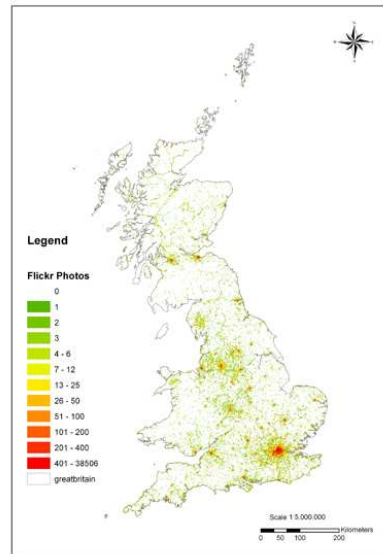 Legend
Flickr Photos
0
1
2
3
4 - 6
7 - 12
13 - 25
26 - 50
51 - 100
101 - 200
201 - 400
401 - 38506
greatbritain
Scale 1:5.000.000
0 50 100 200
Kilometers